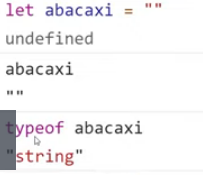 let abacaxi = ""
undefined
abacaxi
""
typeof abacaxi
"string"